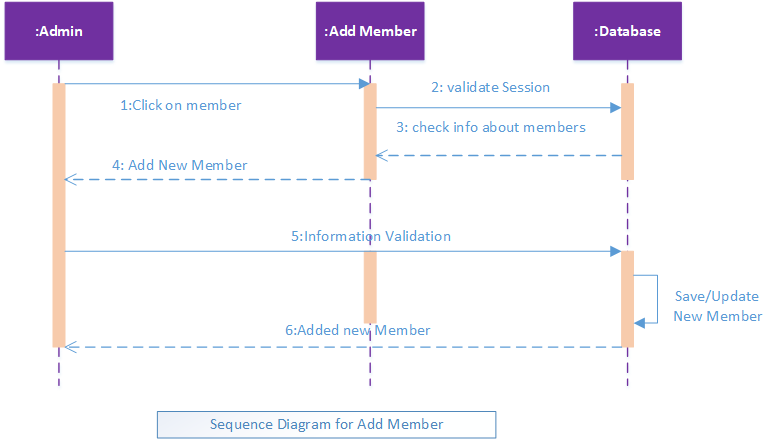 :Admin
:Add Member
:Database
1:Click on member
2: validate Session
3: check info about members
4: Add New Member
5:Information Validation
Save/Update
New Member
6:Added new Member
Sequence Diagram for Add Member